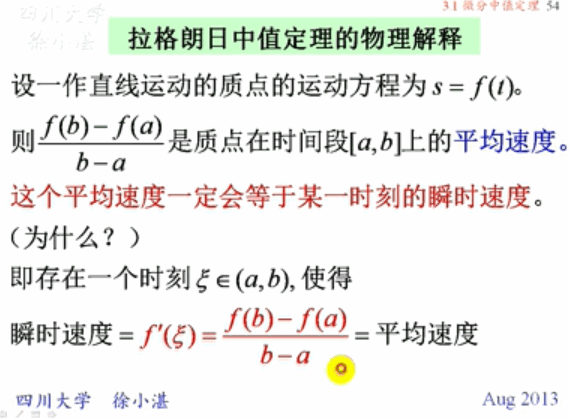 四川大学
徐小湛
3.1 微分中值定理 54
拉格朗日中值定理的物理解释
设一作直线运动的质点的运动方程为 s = f(t)。
则 \frac{f(b)-f(a)}{b-a} 是质点在时间段[a,b]上的平均速度。
这个平均速度一定会等于某一时刻的瞬时速度。
（为什么？）
即存在一个时刻 ξ∈(a,b), 使得
瞬时速度 = f′(ξ) = \frac{f(b)-f(a)}{b-a} = 平均速度
四川大学 徐小湛 Aug 2013